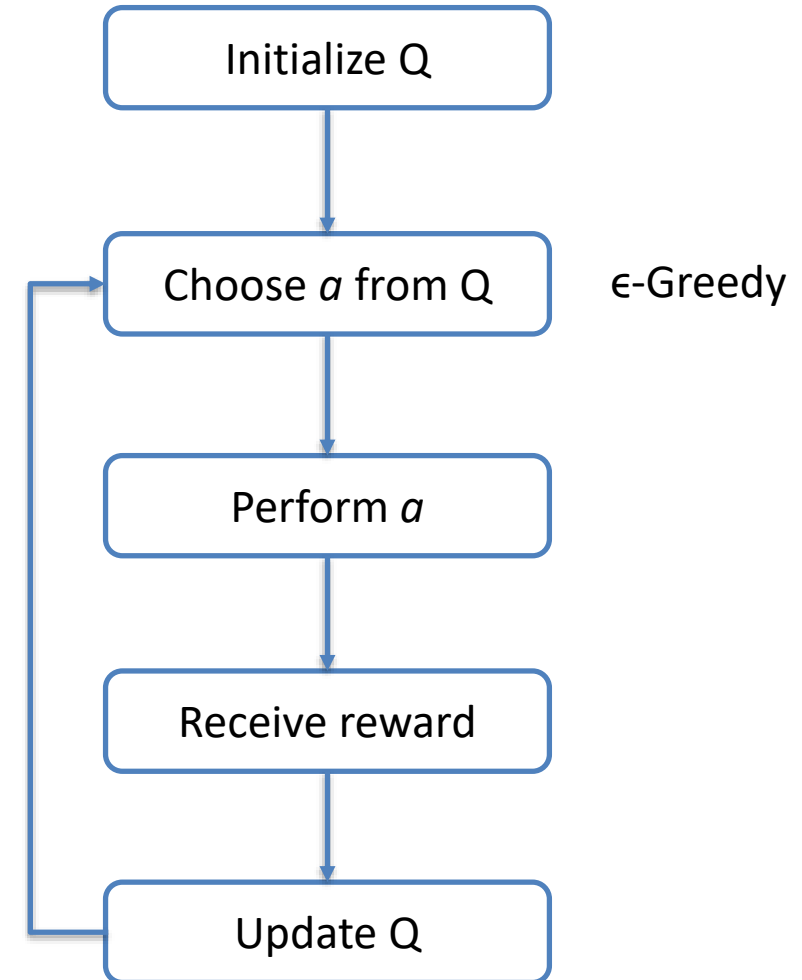 Initialize Q
Choose a from Q
ϵ-Greedy
Perform a
Receive reward
Update Q